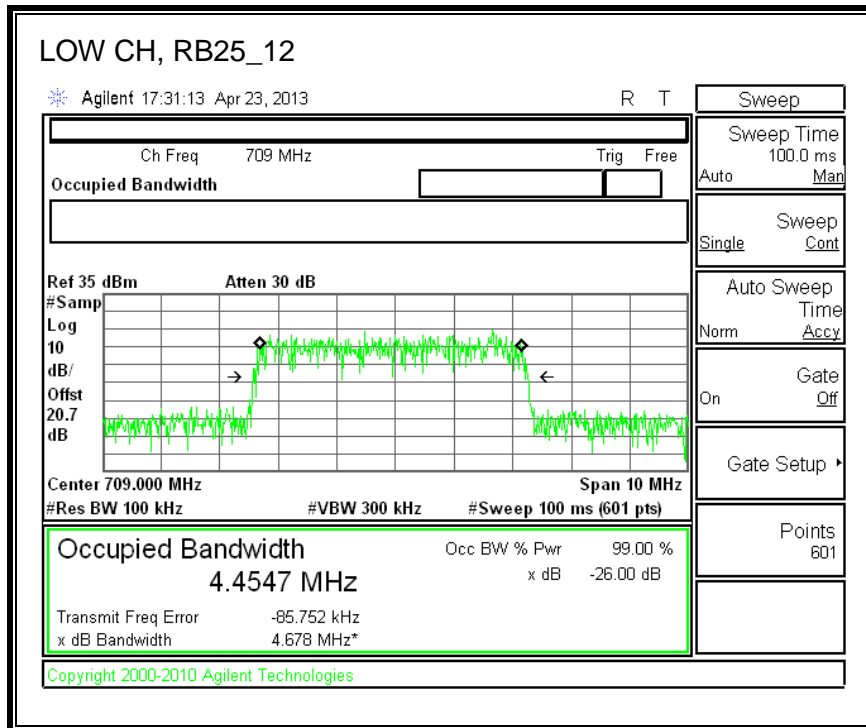 LOW CH, RB25_12
Agilent 17:31:13 Apr 23, 2013 R T
Ch Freq 709 MHz Trig Free
Occupied Bandwidth
Ref 35 dBm Atten 30 dB
#Samp
Log
10
dB/
Offst
20.7
dB
Center 709.000 MHz Span 10 MHz
#Res BW 100 kHz #VBW 300 kHz #Sweep 100 ms (601 pts)
Occupied Bandwidth
4.4547 MHz
Occ BW % Pwr 99.00 %
x dB -26.00 dB
Transmit Freq Error -85.752 kHz
x dB Bandwidth 4.678 MHz*
Copyright 2000-2010 Agilent Technologies
Sweep
Sweep Time
100.0 ms
Auto Man
Sweep
Single Cont
Auto Sweep
Time
Norm Accy
Gate
On Off
Gate Setup
Points
601